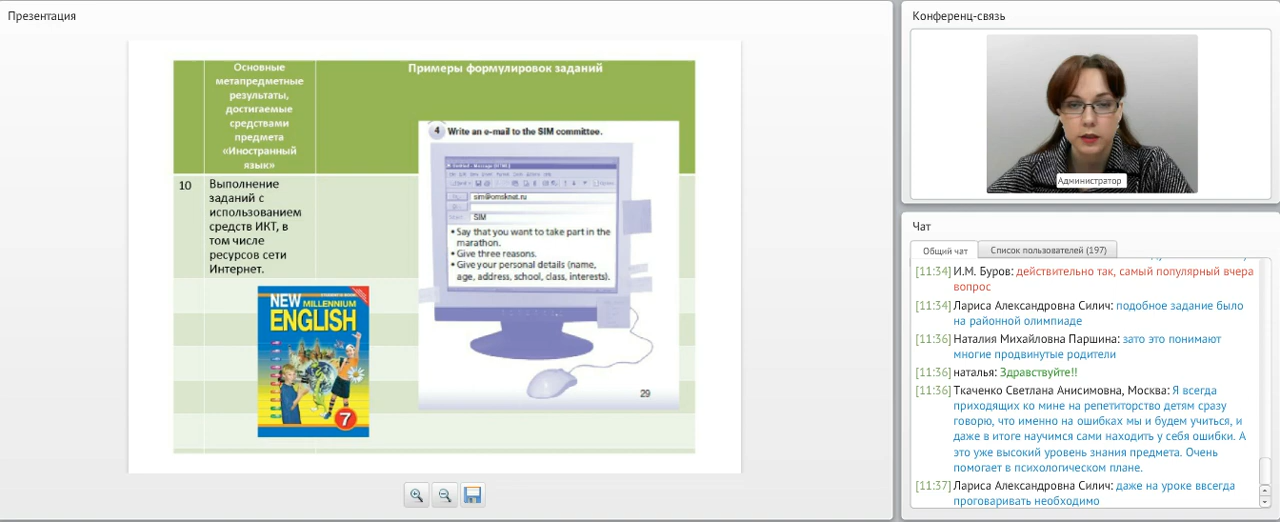 Презентация
Основные
метапредметные
результаты,
достигаемые
средствами
предмета
«Иностранный
язык»
Примеры формулировок заданий
10
Выполнение
заданий с
использованием
средств ИКТ, в
том числе
ресурсов сети
Интернет.
NEW MILLENNIUM
ENGLISH
7
4 Write an e-mail to the SIM committee.
sim@omsknet.ru
SIM
• Say that you want to take part in the
marathon.
• Give three reasons.
• Give your personal details (name,
age, address, school, class, interests).
29
Конференц-связь
Администратор
Чат
Общий чат
Список пользователей (197)
[11:34] И.М. Буров: действительно так, самый популярный вчера
вопрос
[11:34] Лариса Александровна Силич: подобное задание было
на районной олимпиаде
[11:36] Наталия Михайловна Паршина: зато это понимают
многие продвинутые родители
[11:36] наталья: Здравствуйте!!
[11:36] Ткаченко Светлана Анисимовна, Москва: Я всегда
приходящих ко мне на репетиторство детям сразу
говорю, что именно на ошибках мы и будем учиться, и
даже в итоге научимся сами находить у себя ошибки. А
это уже высокий уровень знания предмета. Очень
помогает в психологическом плане.
[11:37] Лариса Александровна Силич: даже на уроке ввсегда
проговаривать необходимо